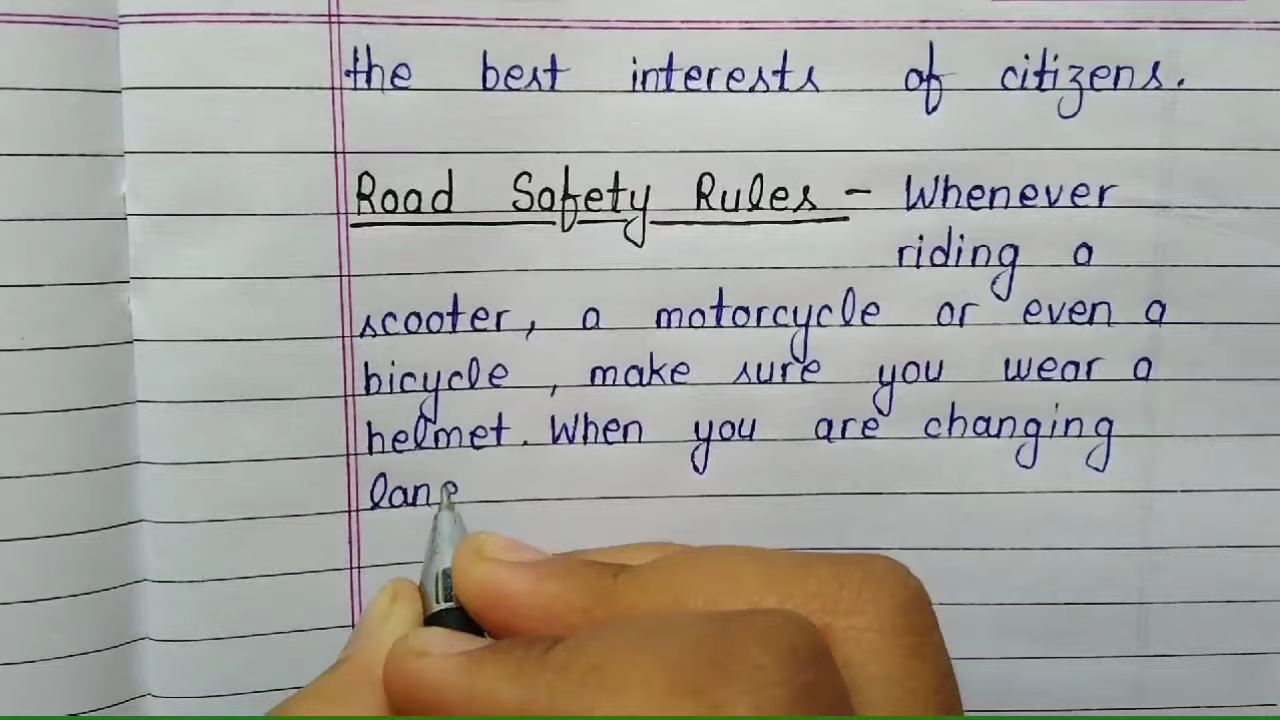 the best interests of citizens.
Road Safety Rules - Whenever
riding a
scooter, a motorcycle or even a
bicycle, make sure you wear a
helmet. When you are changing
lane